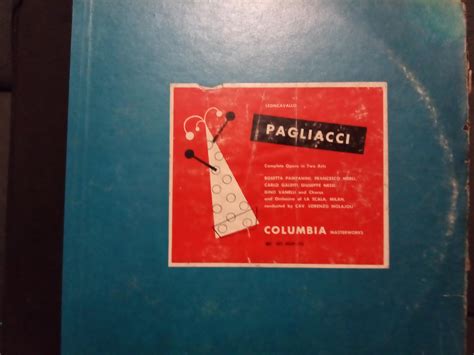 LEONCAVALLO
PAGLIACCI
Complete Opera in Two Acts
ROSETTA PAMPANINI, FRANCESCO MERLI,
CARLO GALEFFI, GIUSEPPE NESSI,
GINO VANELLI and Chorus
and Orchestra of LA SCALA, MILAN,
conducted by CAV. LORENZO MOLAJOLI
COLUMBIA MASTERWORKS